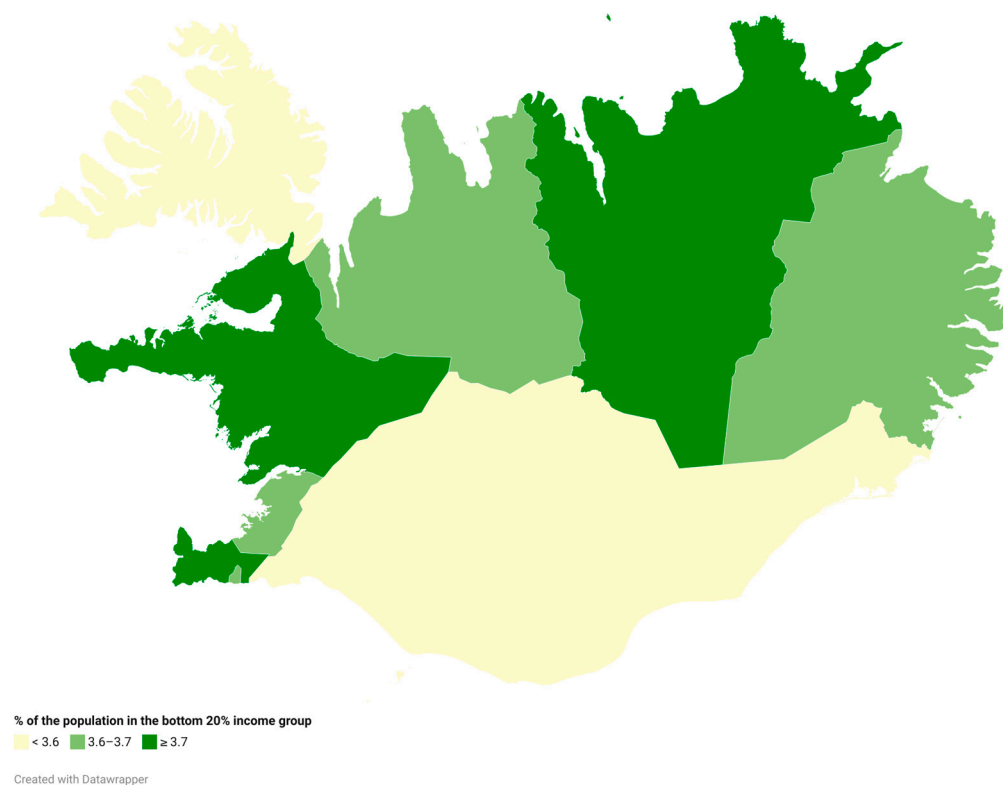 % of the population in the bottom 20% income group
< 3.6 3.6–3.7 ≥ 3.7
Created with Datawrapper